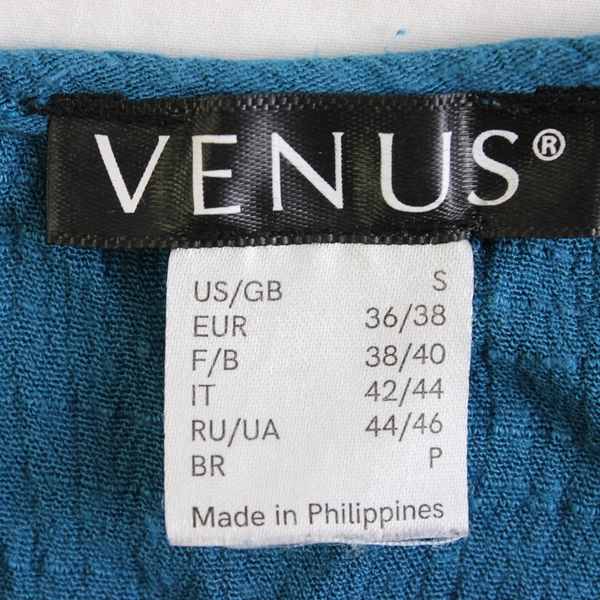 VENUS®
US/GB S
EUR 36/38
F/B 38/40
IT 42/44
RU/UA 44/46
BR P
Made in Philippines